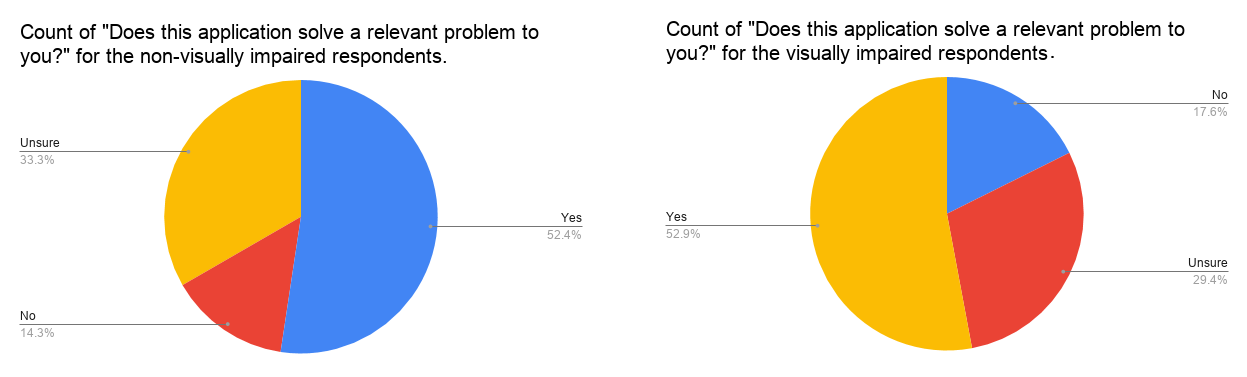 Count of "Does this application solve a relevant problem to
you?" for the non-visually impaired respondents.
Unsure
33.3%
Yes
52.4%
No
14.3%
Count of "Does this application solve a relevant problem to
you?" for the visually impaired respondents.
No
17.6%
Yes
52.9%
Unsure
29.4%